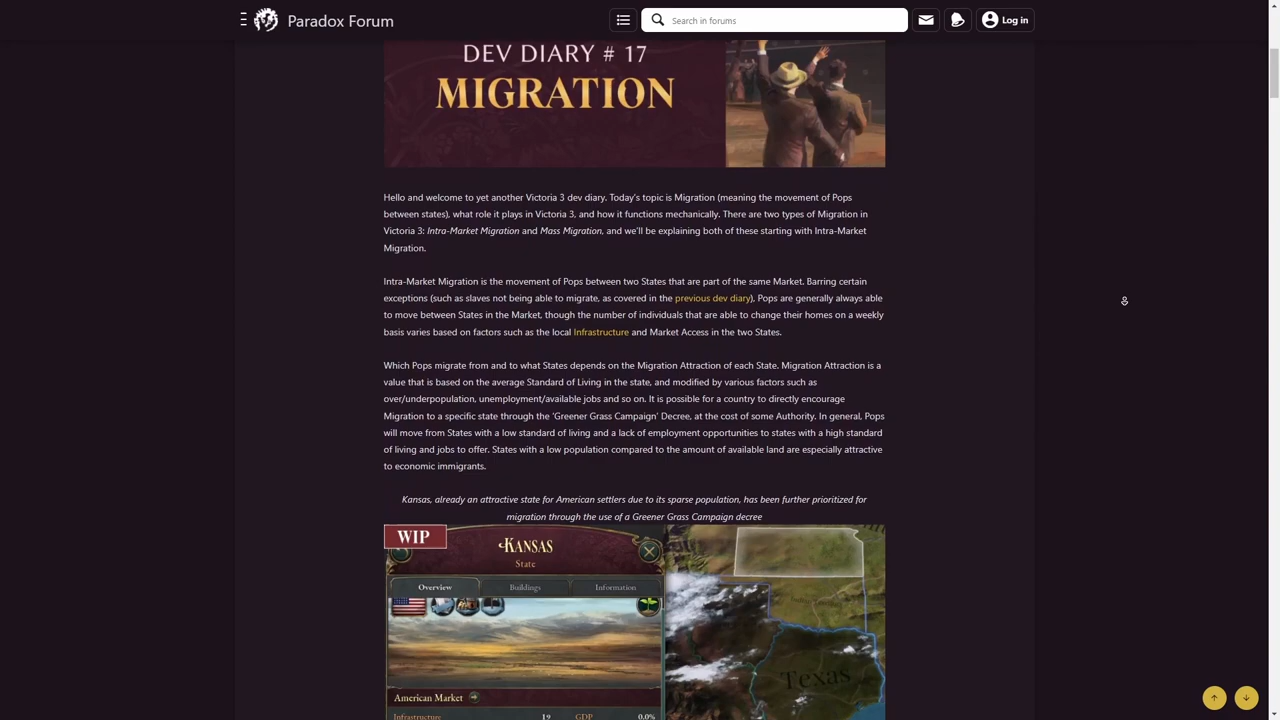 Paradox Forum
Search in forums
Log in
DEV DIARY # 17
MIGRATION
Hello and welcome to yet another Victoria 3 dev diary. Today's topic is Migration (meaning the movement of Pops
between states), what role it plays in Victoria 3, and how it functions mechanically. There are two types of Migration in
Victoria 3: Intra-Market Migration and Mass Migration, and we'll be explaining both of these starting with Intra-Market
Migration.
Intra-Market Migration is the movement of Pops between two States that are part of the same Market. Barring certain
exceptions (such as slaves not being able to migrate, as covered in the previous dev diary), Pops are generally always able
to move between States in the Market, though the number of individuals that are able to change their homes on a weekly
basis varies based on factors such as the local Infrastructure and Market Access in the two States.
Which Pops migrate from and to what States depends on the Migration Attraction of each State. Migration Attraction is a
value that is based on the average Standard of Living in the state, and modified by various factors such as
over/underpopulation, unemployment/available jobs and so on. It is possible for a country to directly encourage
Migration to a specific state through the 'Greener Grass Campaign' Decree, at the cost of some Authority. In general, Pops
will move from States with a low standard of living and a lack of employment opportunities to states with a high standard
of living and jobs to offer. States with a low population compared to the amount of available land are especially attractive
to economic immigrants.
Kansas, already an attractive state for American settlers due to its sparse population, has been further prioritized for
migration through the use of a Greener Grass Campaign decree
WIP
KANSAS
State
Overview Buildings Information
Texas
American Market
Infrastructure 19 GDP 0.0%